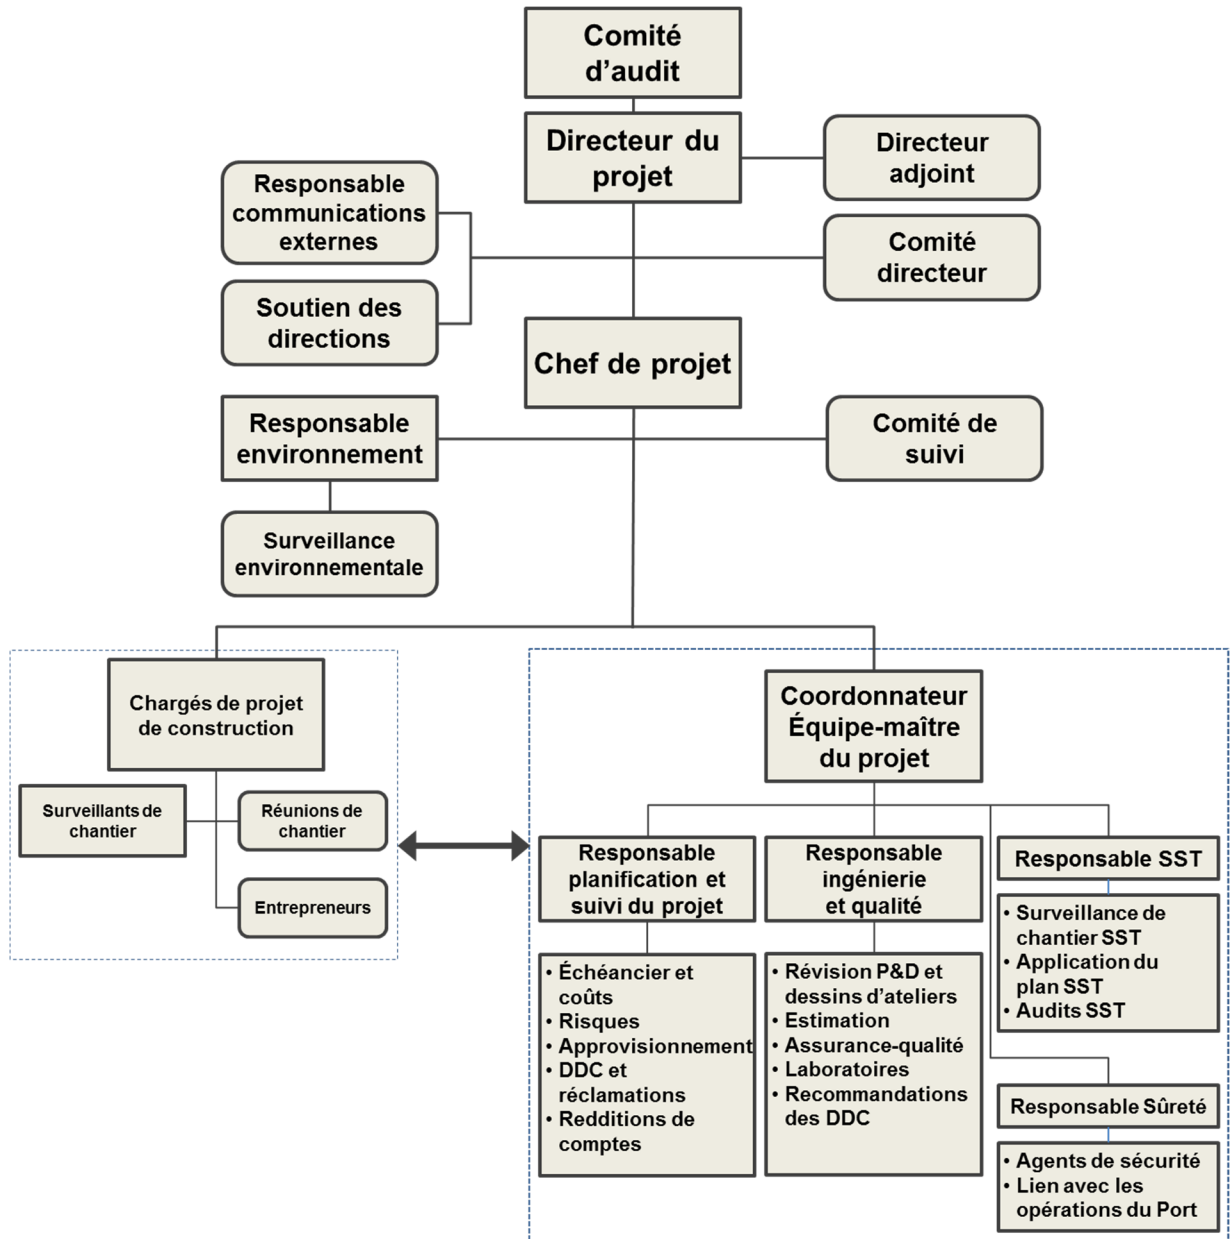 Comité
d’audit
Directeur du
projet
Directeur
adjoint
Responsable
communications
externes
Comité
directeur
Soutien des
directions
Chef de projet
Responsable
environnement
Comité de
suivi
Surveillance
environnementale
Chargés de projet
de construction
Surveillants de
chantier
Réunions de
chantier
Entrepreneurs
Coordonnateur
Équipe-maître
du projet
Responsable
planification et
suivi du projet
• Échéancier et
coûts
• Risques
• Approvisionnement
• DDC et
réclamations
• Redditions de
comptes
Responsable
ingénierie
et qualité
• Révision P&D et
dessins d’ateliers
• Estimation
• Assurance-qualité
• Laboratoires
• Recommandations
des DDC
Responsable SST
• Surveillance de
chantier SST
• Application du
plan SST
• Audits SST
Responsable Sûreté
• Agents de sécurité
• Lien avec les
opérations du Port